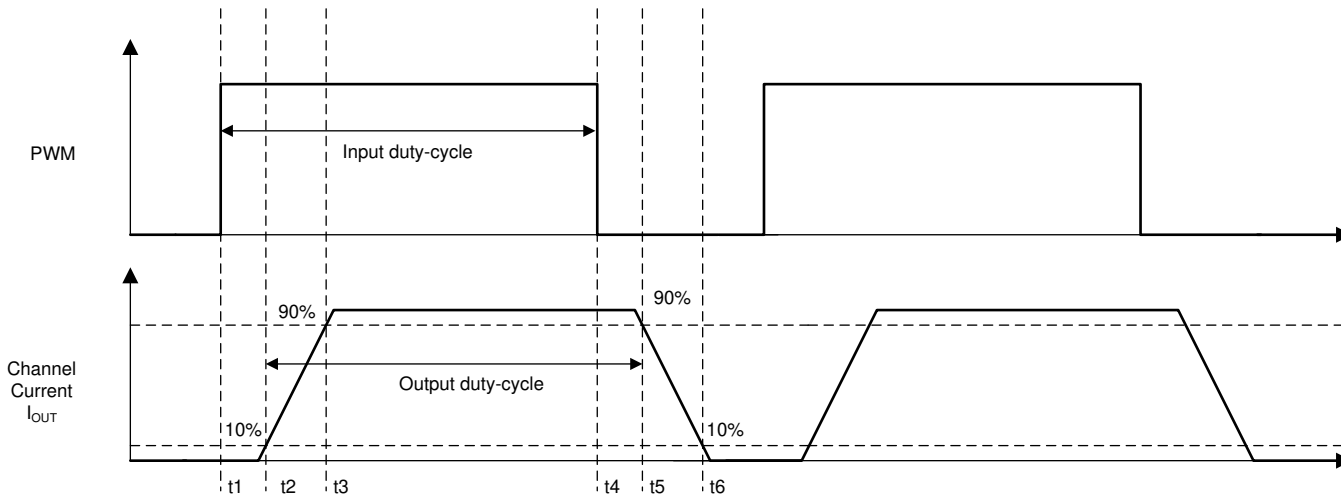 PWM
Input duty-cycle
90%
90%
Channel
Current
IOUT
Output duty-cycle
10%
10%
t1
t2
t3
t4
t5
t6